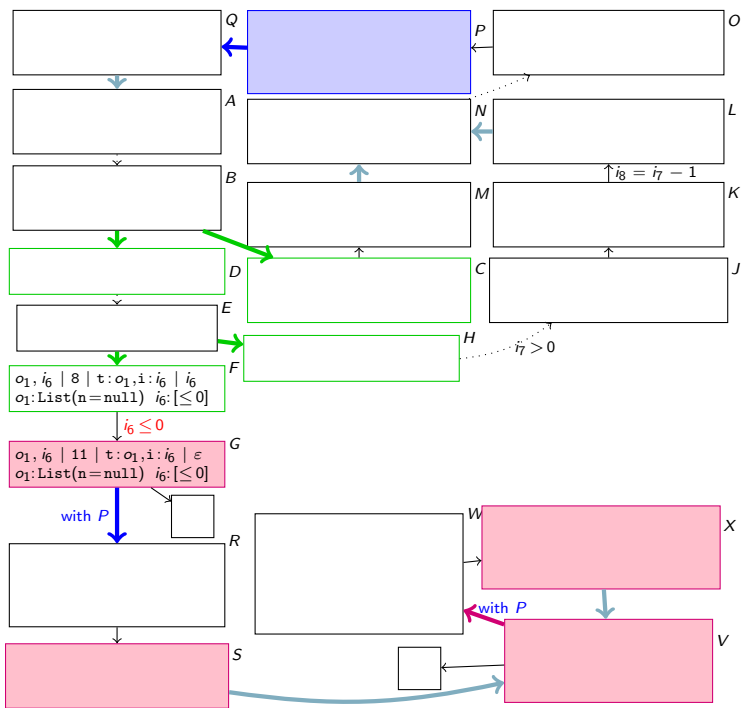 Q
P
O
A
N
L
i₈ = i₇ − 1
B
M
K
D
C
J
E
H
F
i₇ > 0
o₁, i₆ | 8 | t:o₁,i:i₆ | i₆
o₁:List(n=null) i₆:[≤0]
i₆ ≤ 0
G
o₁, i₆ | 11 | t:o₁,i:i₆ | ε
o₁:List(n=null) i₆:[≤0]
with P
R
W
X
with P
S
V